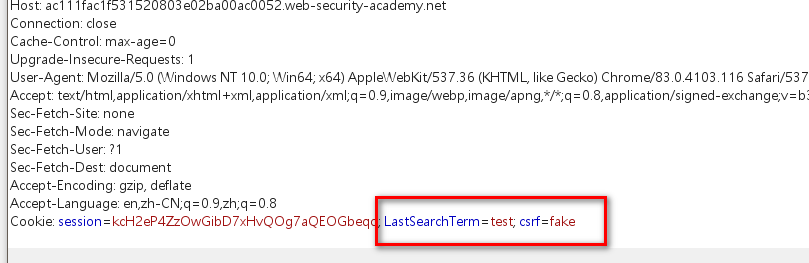 Host: ac111fac1f531520803e02ba00ac0052.web-security-academy.net
Connection: close
Cache-Control: max-age=0
Upgrade-Insecure-Requests: 1
User-Agent: Mozilla/5.0 (Windows NT 10.0; Win64; x64) AppleWebKit/537.36 (KHTML, like Gecko) Chrome/83.0.4103.116 Safari/537
Accept: text/html,application/xhtml+xml,application/xml;q=0.9,image/webp,image/apng,*/*;q=0.8,application/signed-exchange;v=b3
Sec-Fetch-Site: none
Sec-Fetch-Mode: navigate
Sec-Fetch-User: ?1
Sec-Fetch-Dest: document
Accept-Encoding: gzip, deflate
Accept-Language: en,zh-CN;q=0.9,zh;q=0.8
Cookie: session=kcH2eP4ZzOwGibD7xHvQOg7aQEOGbeqc; LastSearchTerm=test; csrf=fake